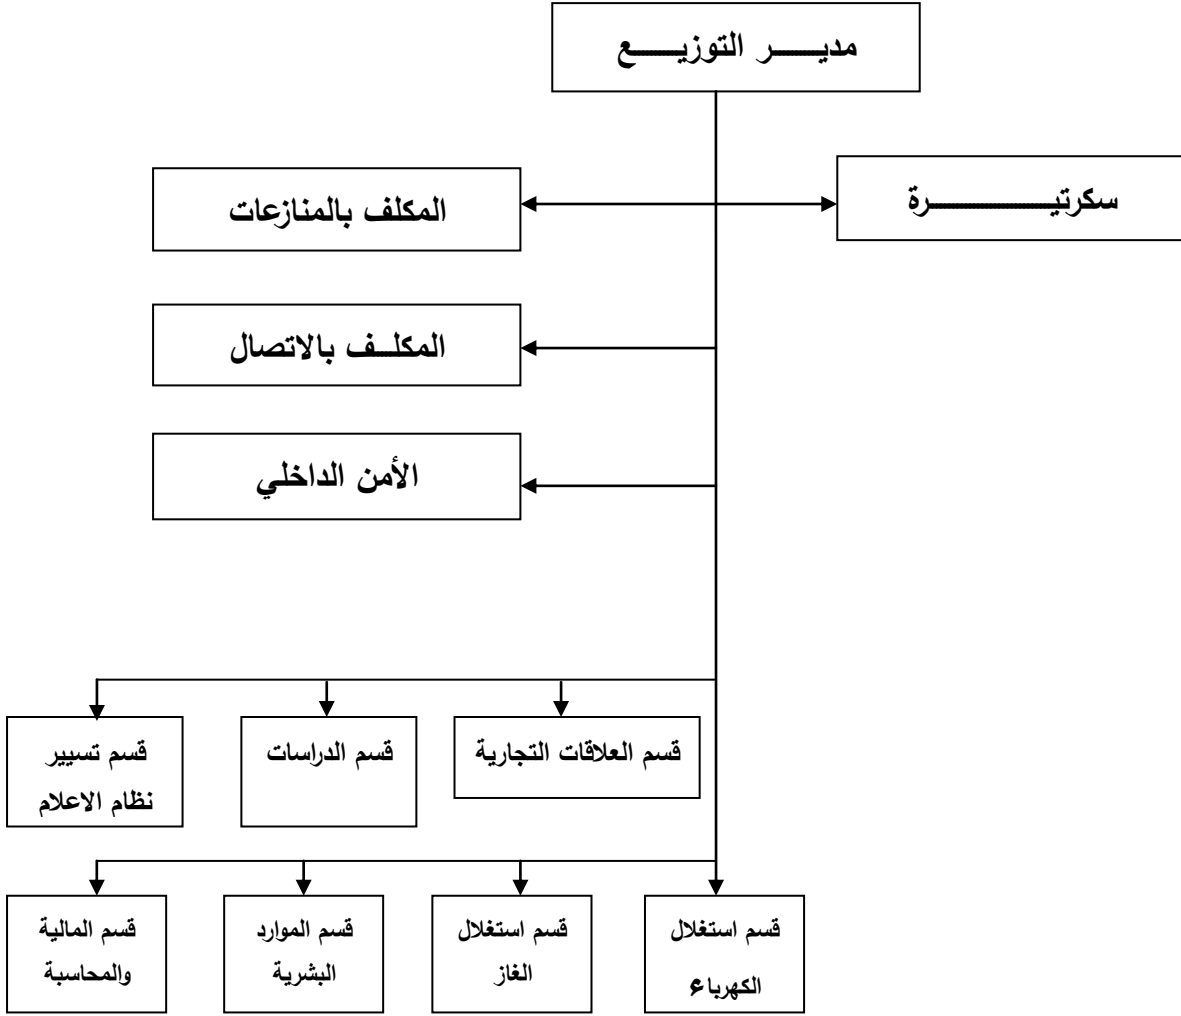 مديـــــر التوزيـــــع
سكرتيـــــــــــرة
المكلف بالمنازعات
المكلــف بالاتصال
الأمن الداخلي
قسم العلاقات التجارية
قسم الدراسات
قسم تسيير
نظام الاعلام
قسم استغلال
الكهرباء
قسم استغلال
الغاز
قسم الموارد
البشرية
قسم المالية
والمحاسبة